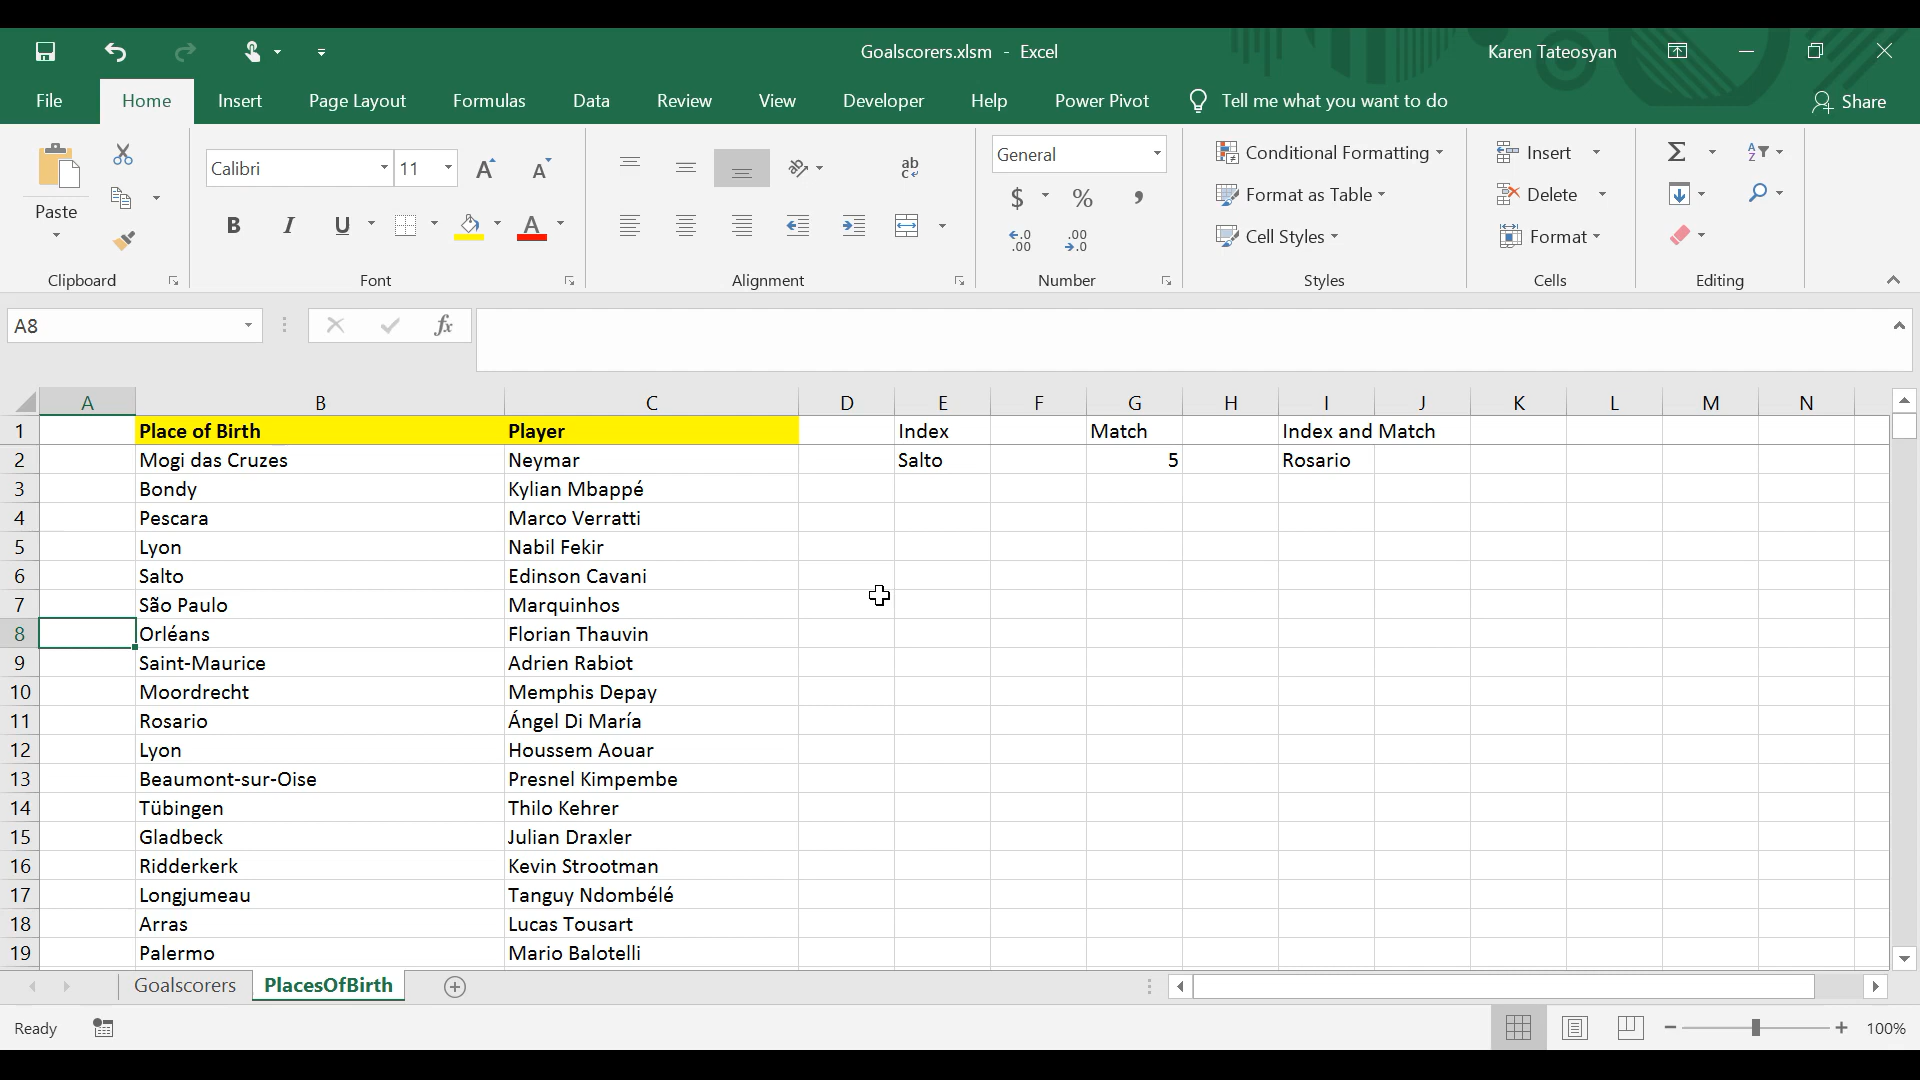 Goalscorers.xlsm - Excel
Karen Tateosyan
File Home Insert Page Layout Formulas Data Review View Developer Help Power Pivot Tell me what you want to do Share
Paste
Clipboard
Calibri 11
B I U A
Font
ab
Alignment
General
$ % ,
Number
Conditional Formatting
Format as Table
Cell Styles
Styles
Insert
Delete
Format
Cells
Editing
A8 fx
A B C D E F G H I J K L M N
1 Place of Birth Player Index Match Index and Match
2 Mogi das Cruzes Neymar Salto 5 Rosario
3 Bondy Kylian Mbappé
4 Pescara Marco Verratti
5 Lyon Nabil Fekir
6 Salto Edinson Cavani
7 São Paulo Marquinhos
8 Orléans Florian Thauvin
9 Saint-Maurice Adrien Rabiot
10 Moordrecht Memphis Depay
11 Rosario Ángel Di María
12 Lyon Houssem Aouar
13 Beaumont-sur-Oise Presnel Kimpembe
14 Tübingen Thilo Kehrer
15 Gladbeck Julian Draxler
16 Ridderkerk Kevin Strootman
17 Longjumeau Tanguy Ndombélé
18 Arras Lucas Tousart
19 Palermo Mario Balotelli
Goalscorers PlacesOfBirth
Ready 100%